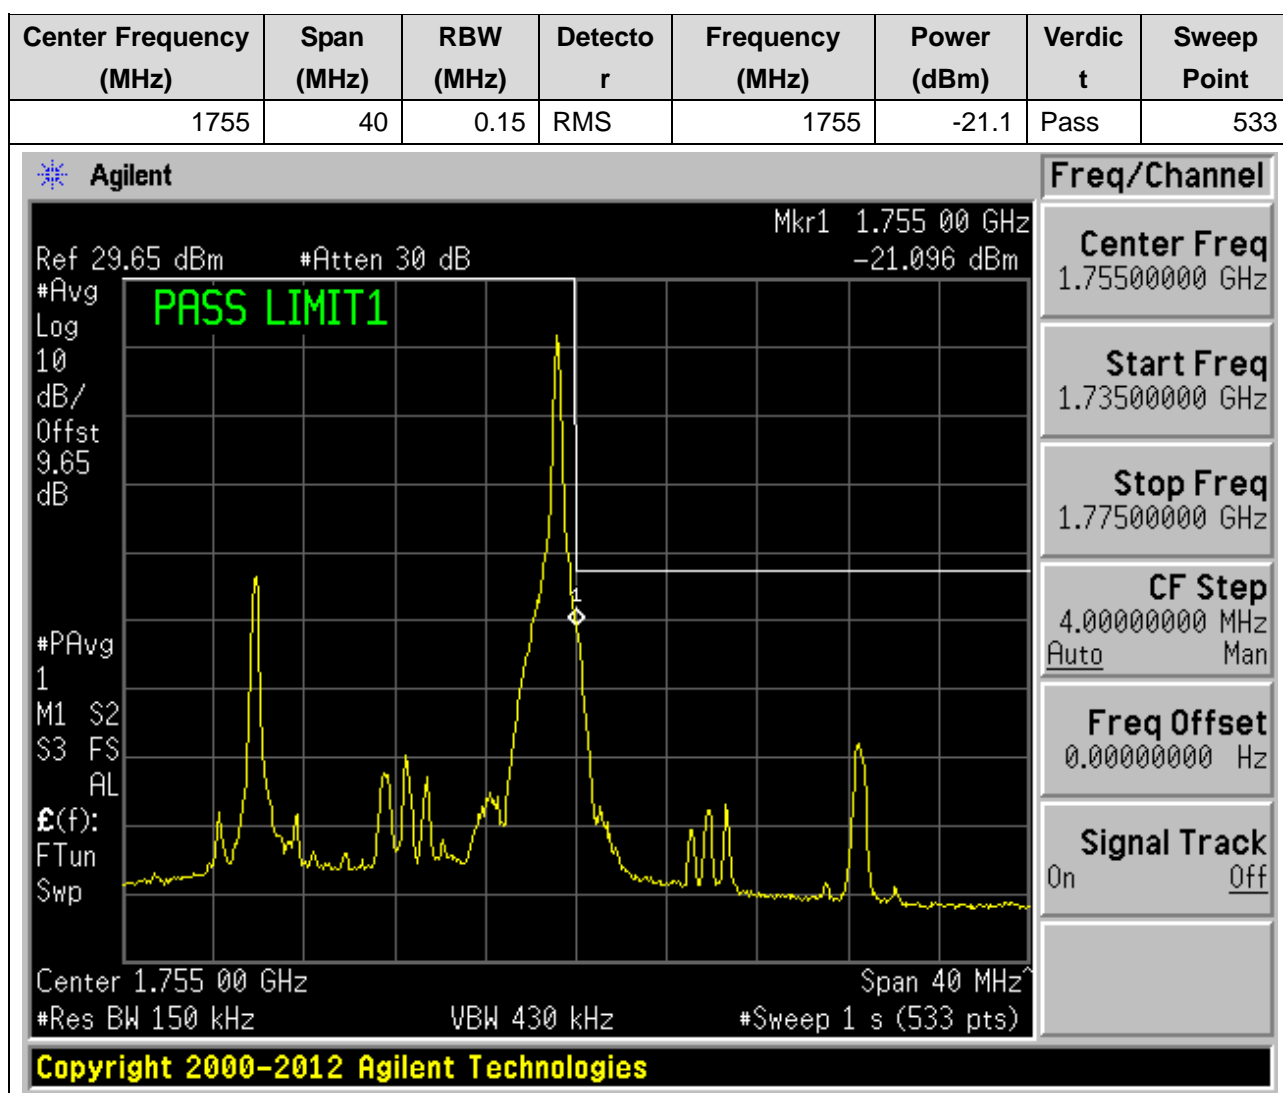 Center Frequency (MHz) Span (MHz) RBW (MHz) Detecto r Frequency (MHz) Power (dBm) Verdic t Sweep Point
1755 40 0.15 RMS 1755 -21.1 Pass 533
Agilent
Freq/Channel
Mkr1 1.755 00 GHz
Ref 29.65 dBm #Atten 30 dB -21.096 dBm
#Avg
Log
10
dB/
Offst
9.65
dB
PASS LIMIT1
1
#PAvg
1
M1 S2
S3 FS
AL
£(f):
FTun
Swp
Center 1.755 00 GHz Span 40 MHz^
#Res BW 150 kHz VBW 430 kHz #Sweep 1 s (533 pts)
Center Freq
1.75500000 GHz
Start Freq
1.73500000 GHz
Stop Freq
1.77500000 GHz
CF Step
4.00000000 MHz
Auto Man
Freq Offset
0.00000000 Hz
Signal Track
On Off
Copyright 2000-2012 Agilent Technologies